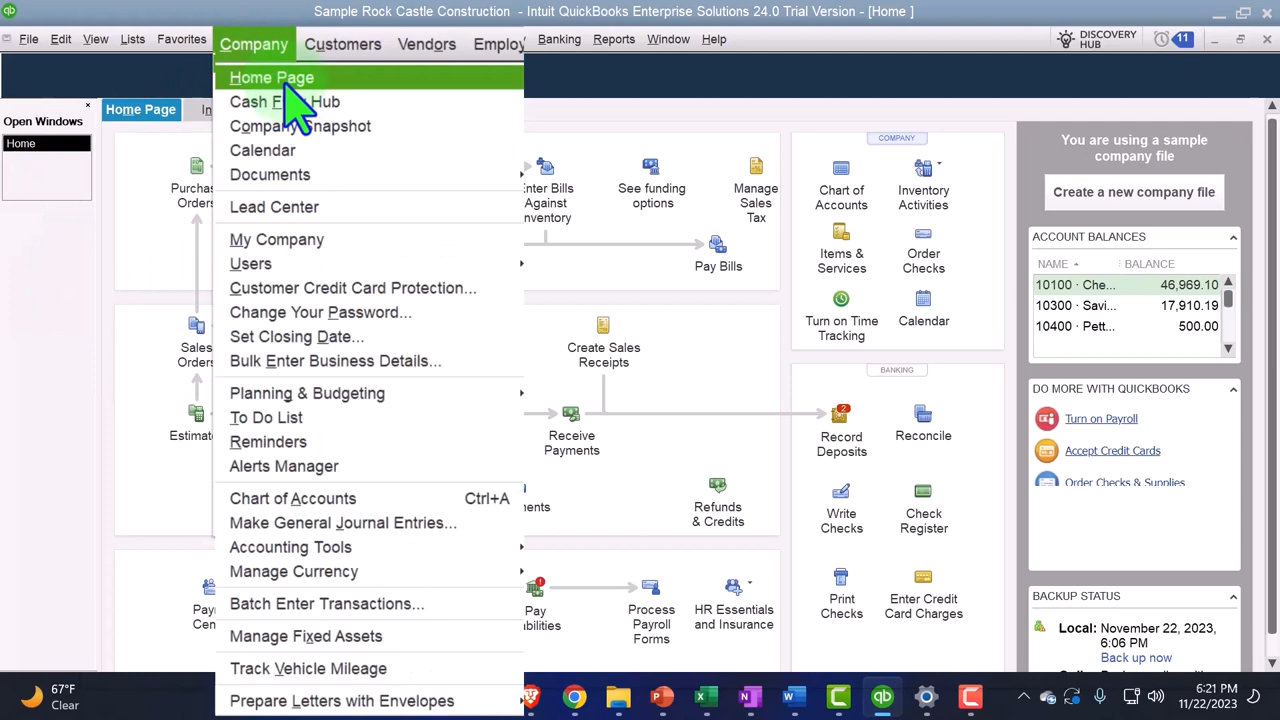 Sample Rock Castle Construction - Intuit QuickBooks Enterprise Solutions 24.0 Trial Version - [Home ]
File Edit View Lists Favorites Company Customers Vendors Employ Banking Reports Window Help
DISCOVERY
HUB
11
Home Page
Open Windows
Home
Home Page
Cash Hub
Company Snapshot
Calendar
Documents
Lead Center
My Company
Users
Customer Credit Card Protection...
Change Your Password...
Set Closing Date...
Bulk Enter Business Details...
Planning & Budgeting
To Do List
Reminders
Alerts Manager
Chart of Accounts Ctrl+A
Make General Journal Entries...
Accounting Tools
Manage Currency
Batch Enter Transactions...
Manage Fixed Assets
Track Vehicle Mileage
Prepare Letters with Envelopes
Enter Bills
Against
Inventory
See funding
options
Manage
Sales
Tax
Pay Bills
Create Sales
Receipts
Receive
Payments
Refunds
& Credits
Pay
Process
Payroll
Forms
HR Essentials
and Insurance
COMPANY
Chart of
Accounts
Inventory
Activities
Items &
Services
Order
Checks
Turn on Time
Tracking
Calendar
BANKING
2
Record
Deposits
Reconcile
Write
Checks
Check
Register
Print
Checks
Enter Credit
Card Charges
You are using a sample
company file
Create a new company file
ACCOUNT BALANCES
NAME BALANCE
10100 · Che... 46,969.10
10300 · Savi... 17,910.19
10400 · Pett... 500.00
DO MORE WITH QUICKBOOKS
Turn on Payroll
Accept Credit Cards
Order Checks & Supplies
BACKUP STATUS
Local: November 22, 2023,
6:06 PM
Back up now
67°F
Clear
6:21 PM
11/22/2023